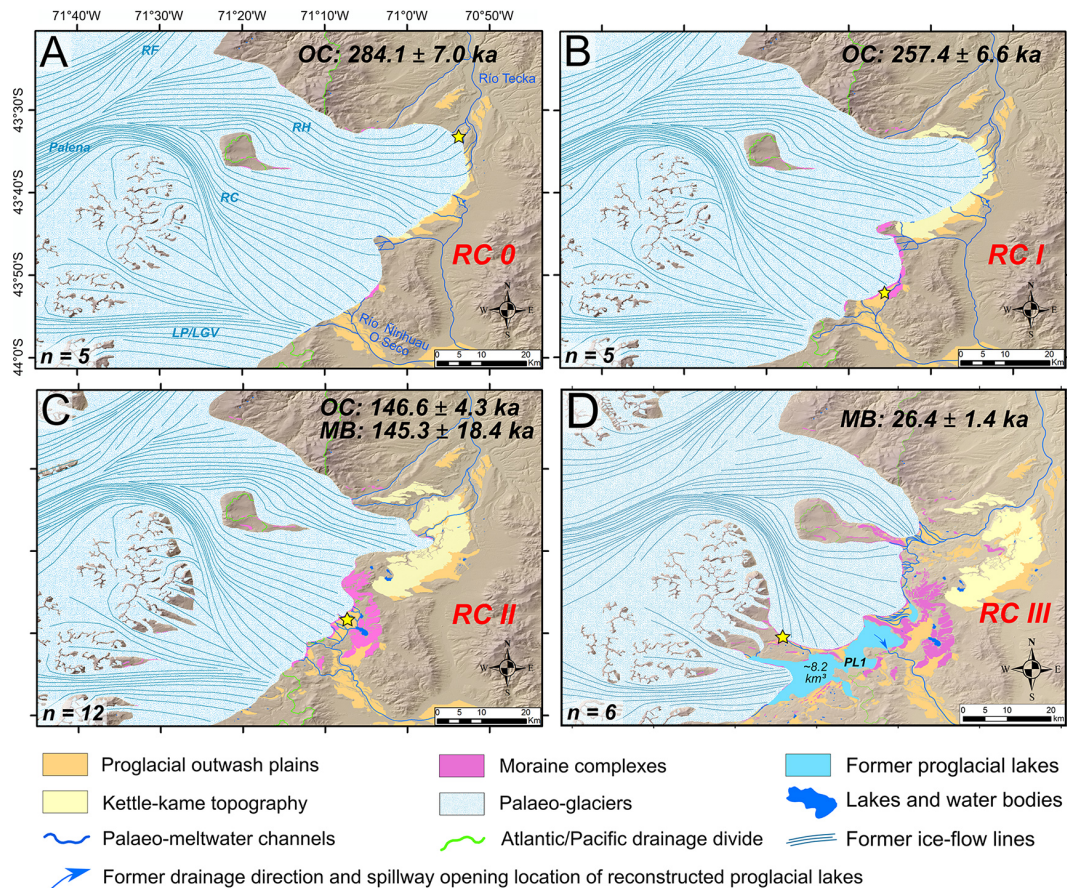 71°40'W 71°30'W 71°20'W 71°10'W 71°00'W 70°50'W
A
OC: 284.1 ± 7.0 ka
RF
Río Tecka
RH
Palena
RC
RC 0
LP/LGV
Río Ñirihuau
O Seco
n = 5
N
W E
S
0 5 10 20
Km
43°30'S
43°40'S
43°50'S
44°0'S
B
OC: 257.4 ± 6.6 ka
RC I
n = 5
N
W E
S
0 5 10 20
Km
C
OC: 146.6 ± 4.3 ka
MB: 145.3 ± 18.4 ka
RC II
n = 12
N
W E
S
0 5 10 20
Km
D
MB: 26.4 ± 1.4 ka
RC III
~8.2
km³
PL1
n = 6
N
W E
S
0 5 10 20
Km
Proglacial outwash plains
Moraine complexes
Former proglacial lakes
Kettle-kame topography
Palaeo-glaciers
Lakes and water bodies
Palaeo-meltwater channels
Atlantic/Pacific drainage divide
Former ice-flow lines
Former drainage direction and spillway opening location of reconstructed proglacial lakes